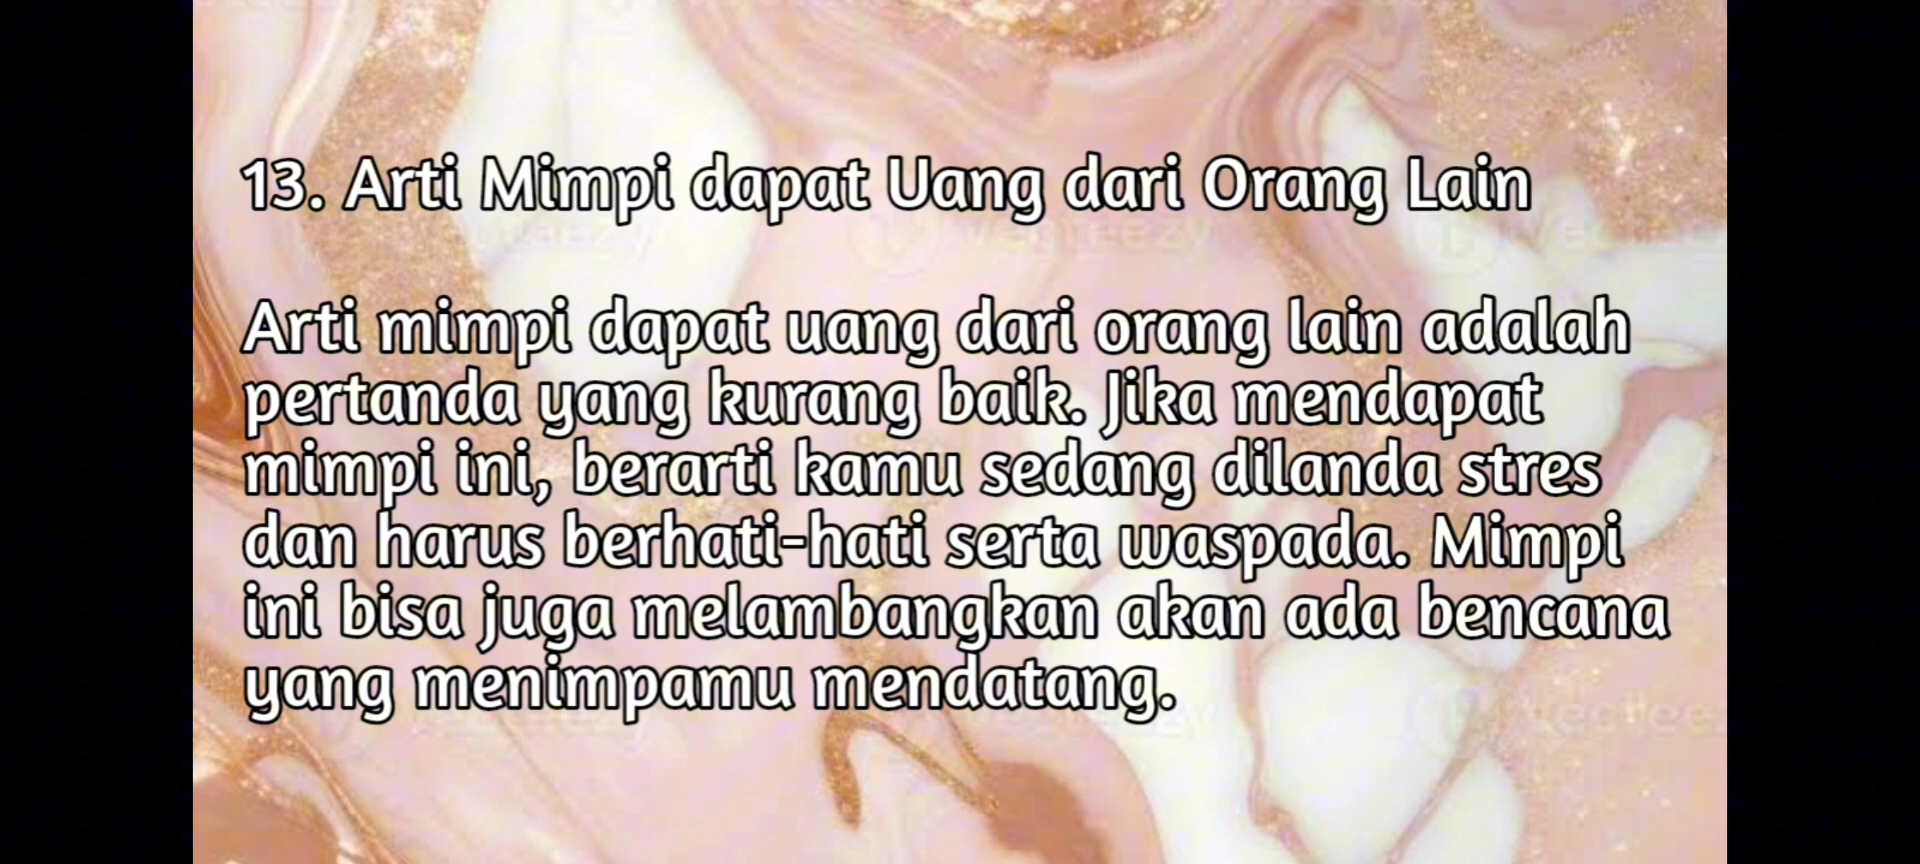 13. Arti Mimpi dapat Uang dari Orang Lain
Arti mimpi dapat uang dari orang lain adalah
pertanda yang kurang baik. Jika mendapat
mimpi ini, berarti kamu sedang dilanda stres
dan harus berhati-hati serta waspada. Mimpi
ini bisa juga melambangkan akan ada bencana
yang menimpamu mendatang.